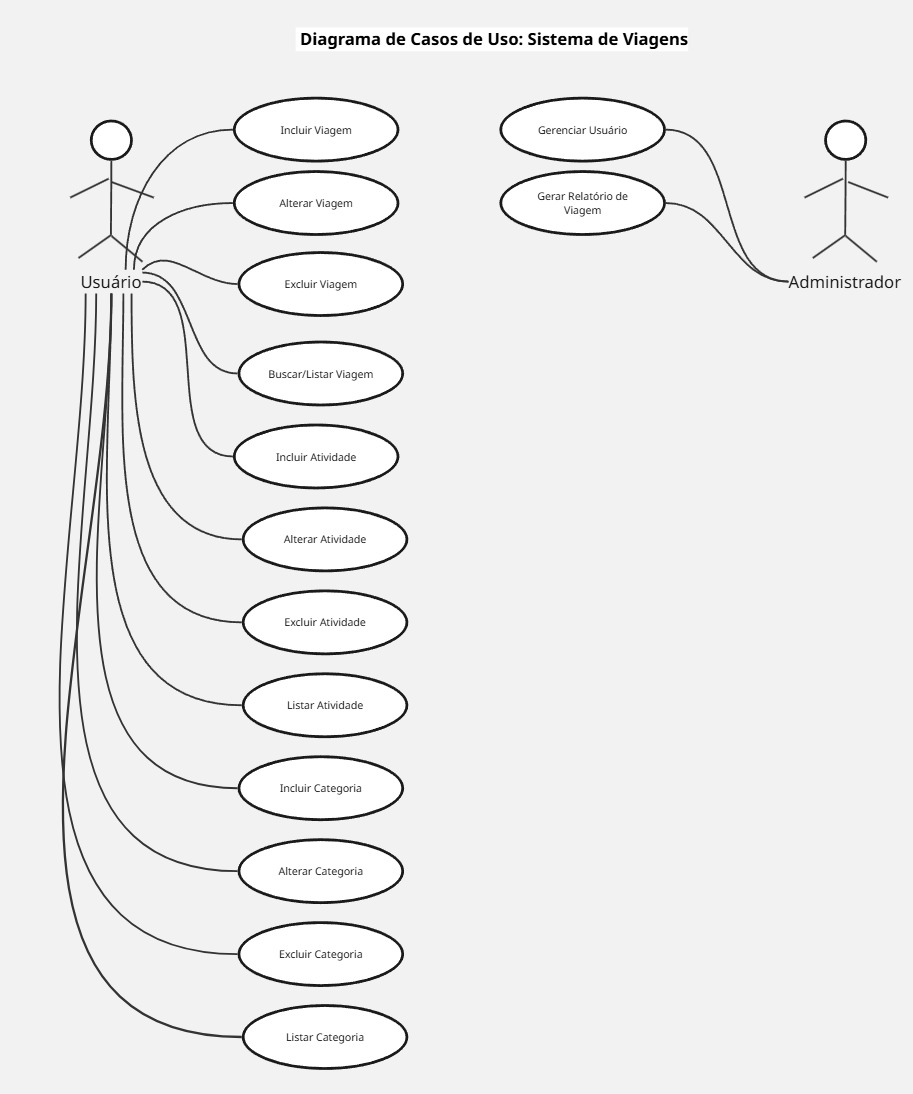 Diagrama de Casos de Uso: Sistema de Viagens
Incluir Viagem
Alterar Viagem
Usuário
Excluir Viagem
Buscar/Listar Viagem
Incluir Atividade
Alterar Atividade
Excluir Atividade
Listar Atividade
Incluir Categoria
Alterar Categoria
Excluir Categoria
Listar Categoria
Gerenciar Usuário
Gerar Relatório de
Viagem
Administrador